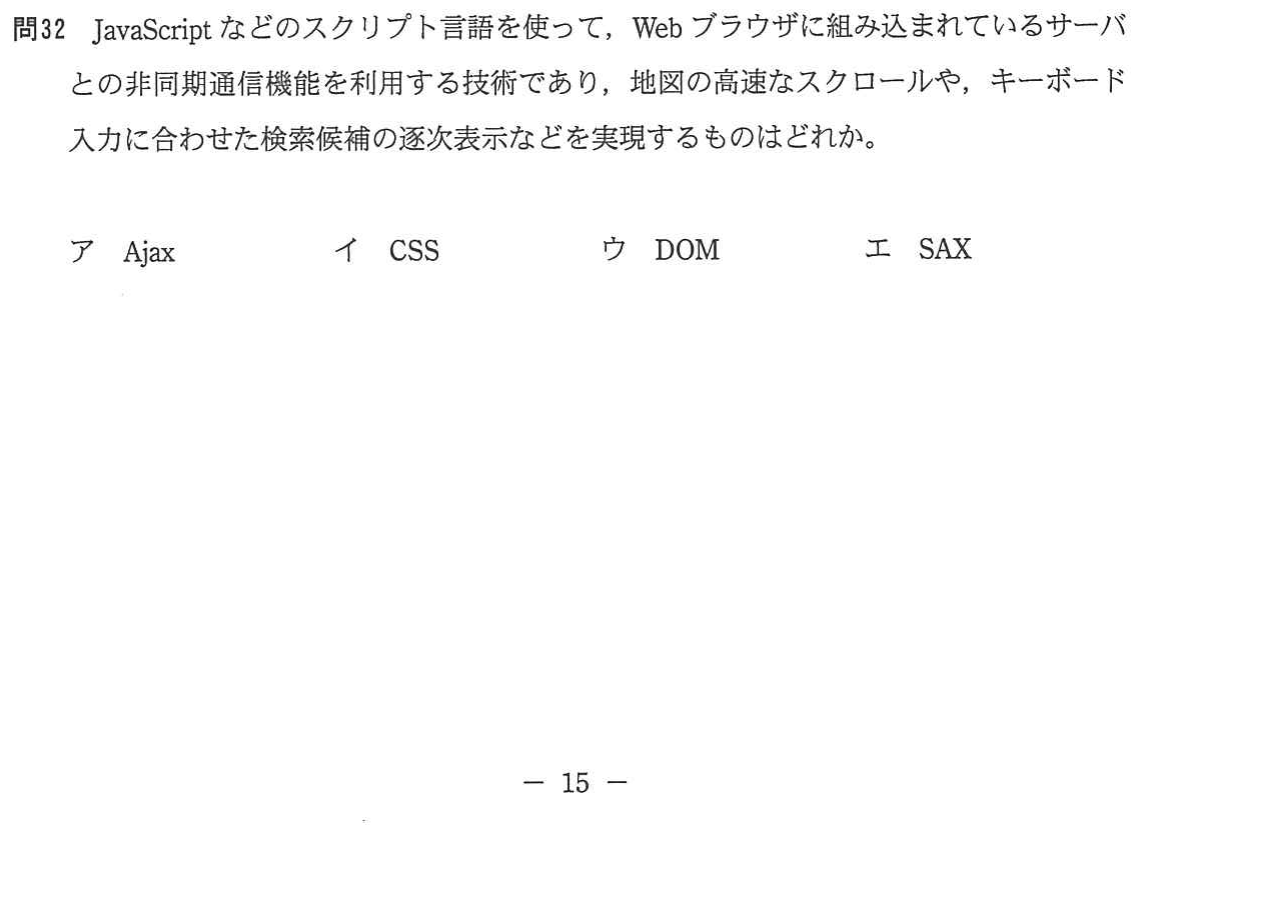 問32 JavaScript などのスクリプト言語を使って，Web ブラウザに組み込まれているサーバ
との非同期通信機能を利用する技術であり，地図の高速なスクロールや，キーボード
入力に合わせた検索候補の逐次表示などを実現するものはどれか。
ア Ajax イ CSS ウ DOM エ SAX
－ 15 －